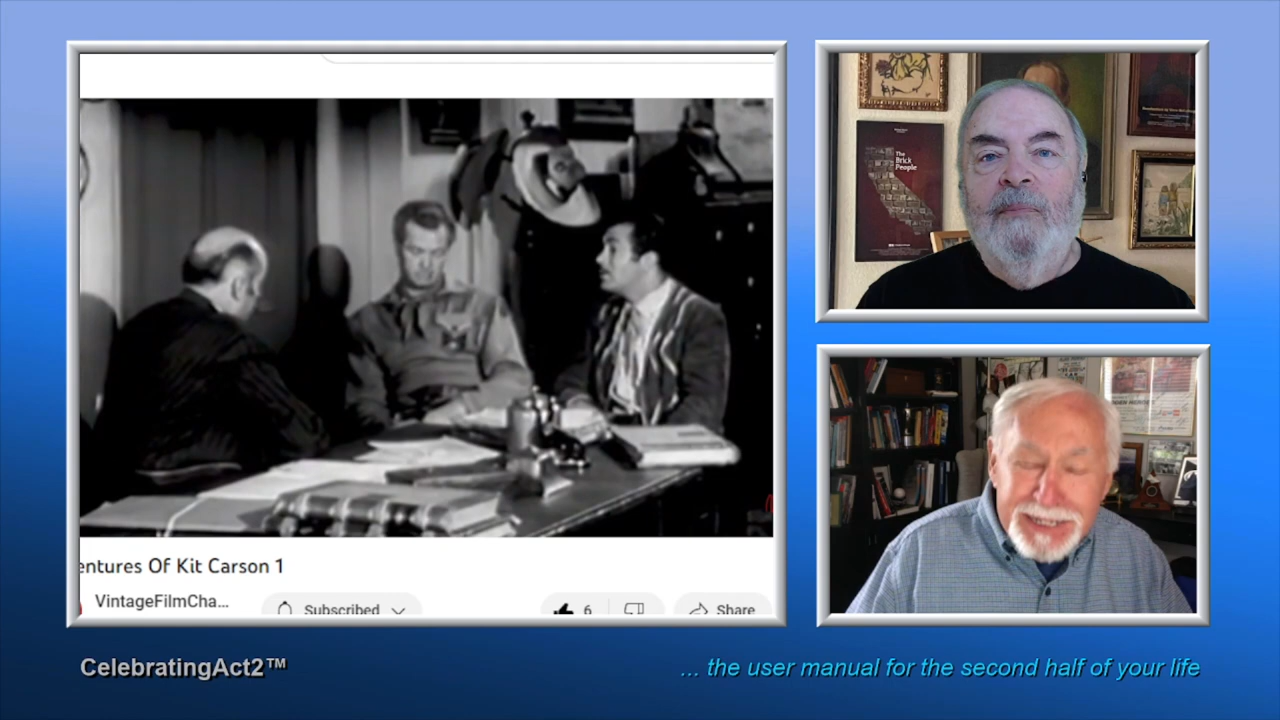 The
Brick
People
entures Of Kit Carson 1
VintageFilmCha...
Subscribed
6
Share
CelebratingAct2™
... the user manual for the second half of your life